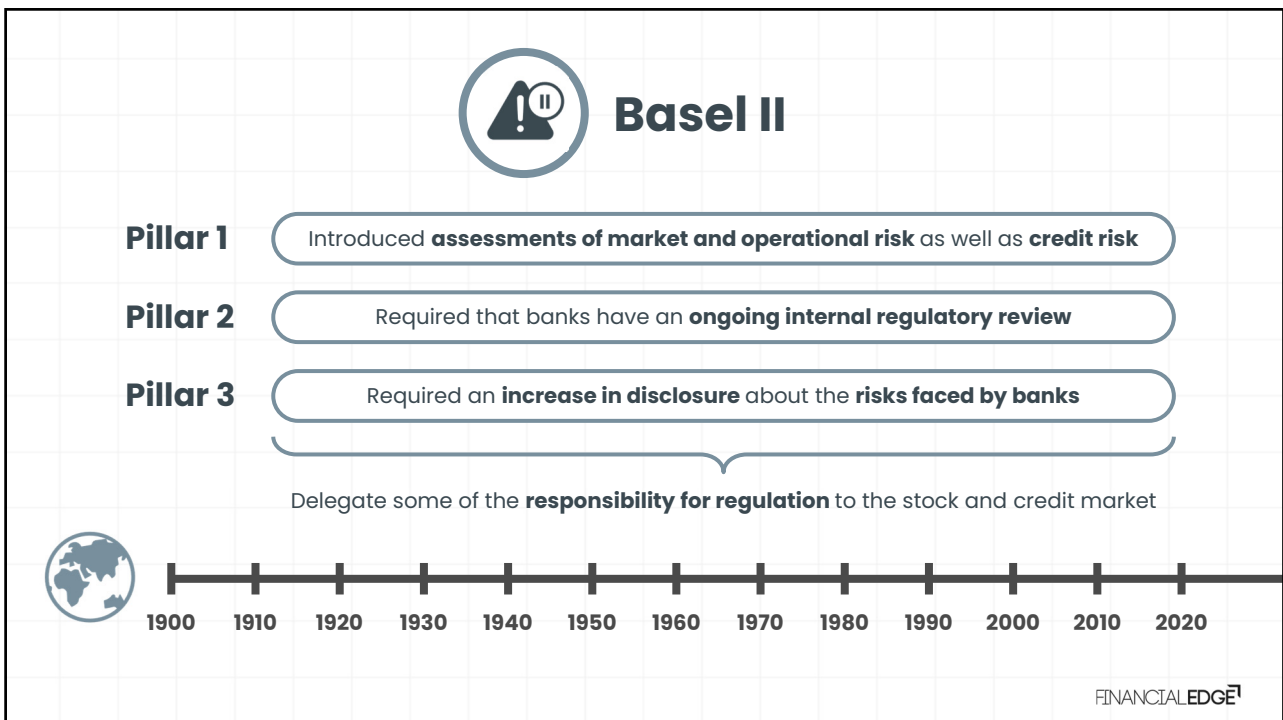 II
Basel II
Pillar 1
Introduced assessments of market and operational risk as well as credit risk
Pillar 2
Required that banks have an ongoing internal regulatory review
Pillar 3
Required an increase in disclosure about the risks faced by banks
Delegate some of the responsibility for regulation to the stock and credit market
1900 1910 1920 1930 1940 1950 1960 1970 1980 1990 2000 2010 2020
FINANCIALEDGE